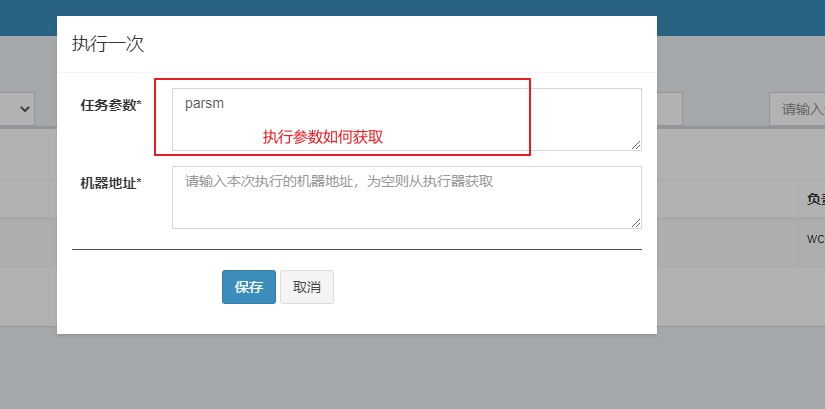 执行一次
请输入
任务参数*
parsm
执行参数如何获取
机器地址*
请输入本次执行的机器地址，为空则从执行器获取
负
wc
保存
取消